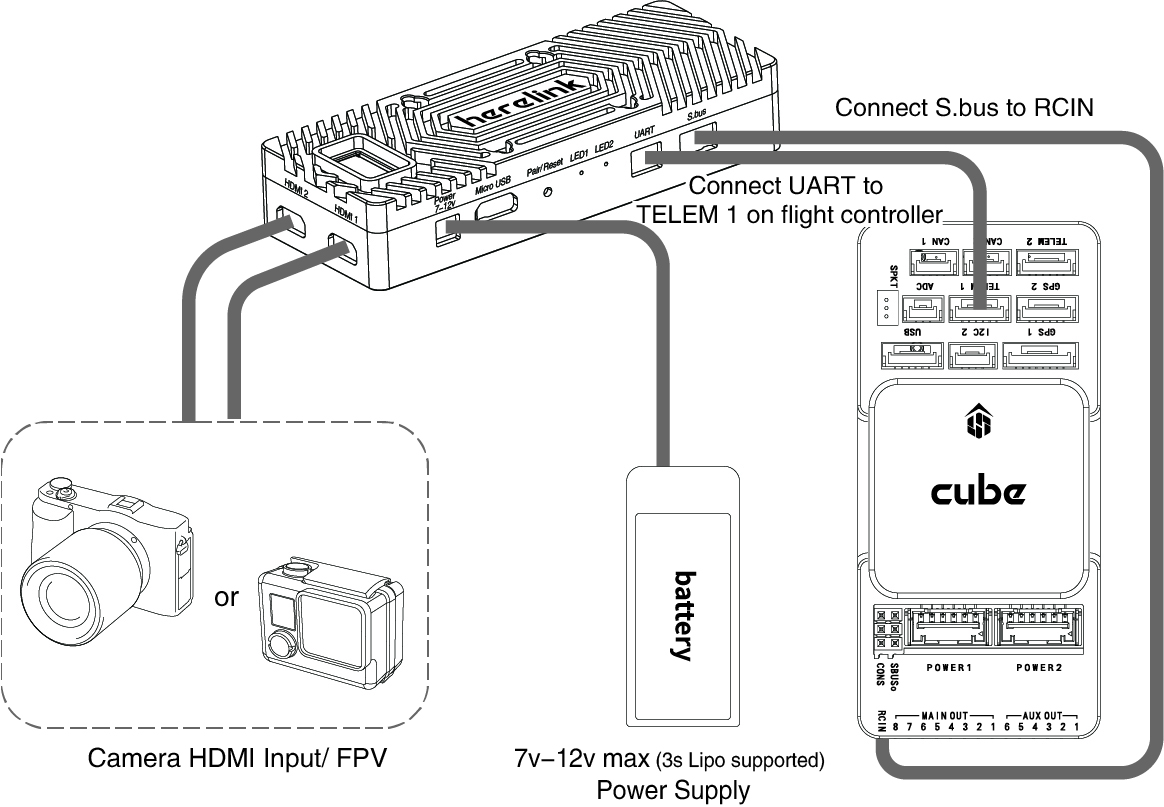 herelink
HDMI 2
HDMI 1
Power
7-12V
Micro USB
Pair/ Reset
LED1
LED2
UART
S.bus
Connect S.bus to RCIN
Connect UART to
TELEM 1 on flight controller
CAN 1
CAN
TELEM 2
SPKT
ADC
TELEM 1
GPS 2
USB
I2C 2
GPS 1
cube
or
battery
POWER1
POWER2
SBUSo
CONS
RCIN
MAIN OUT
AUX OUT
8 7 6 5 4 3 2 1
6 5 4 3 2 1
Camera HDMI Input/ FPV
7v–12v max (3s Lipo supported)
Power Supply